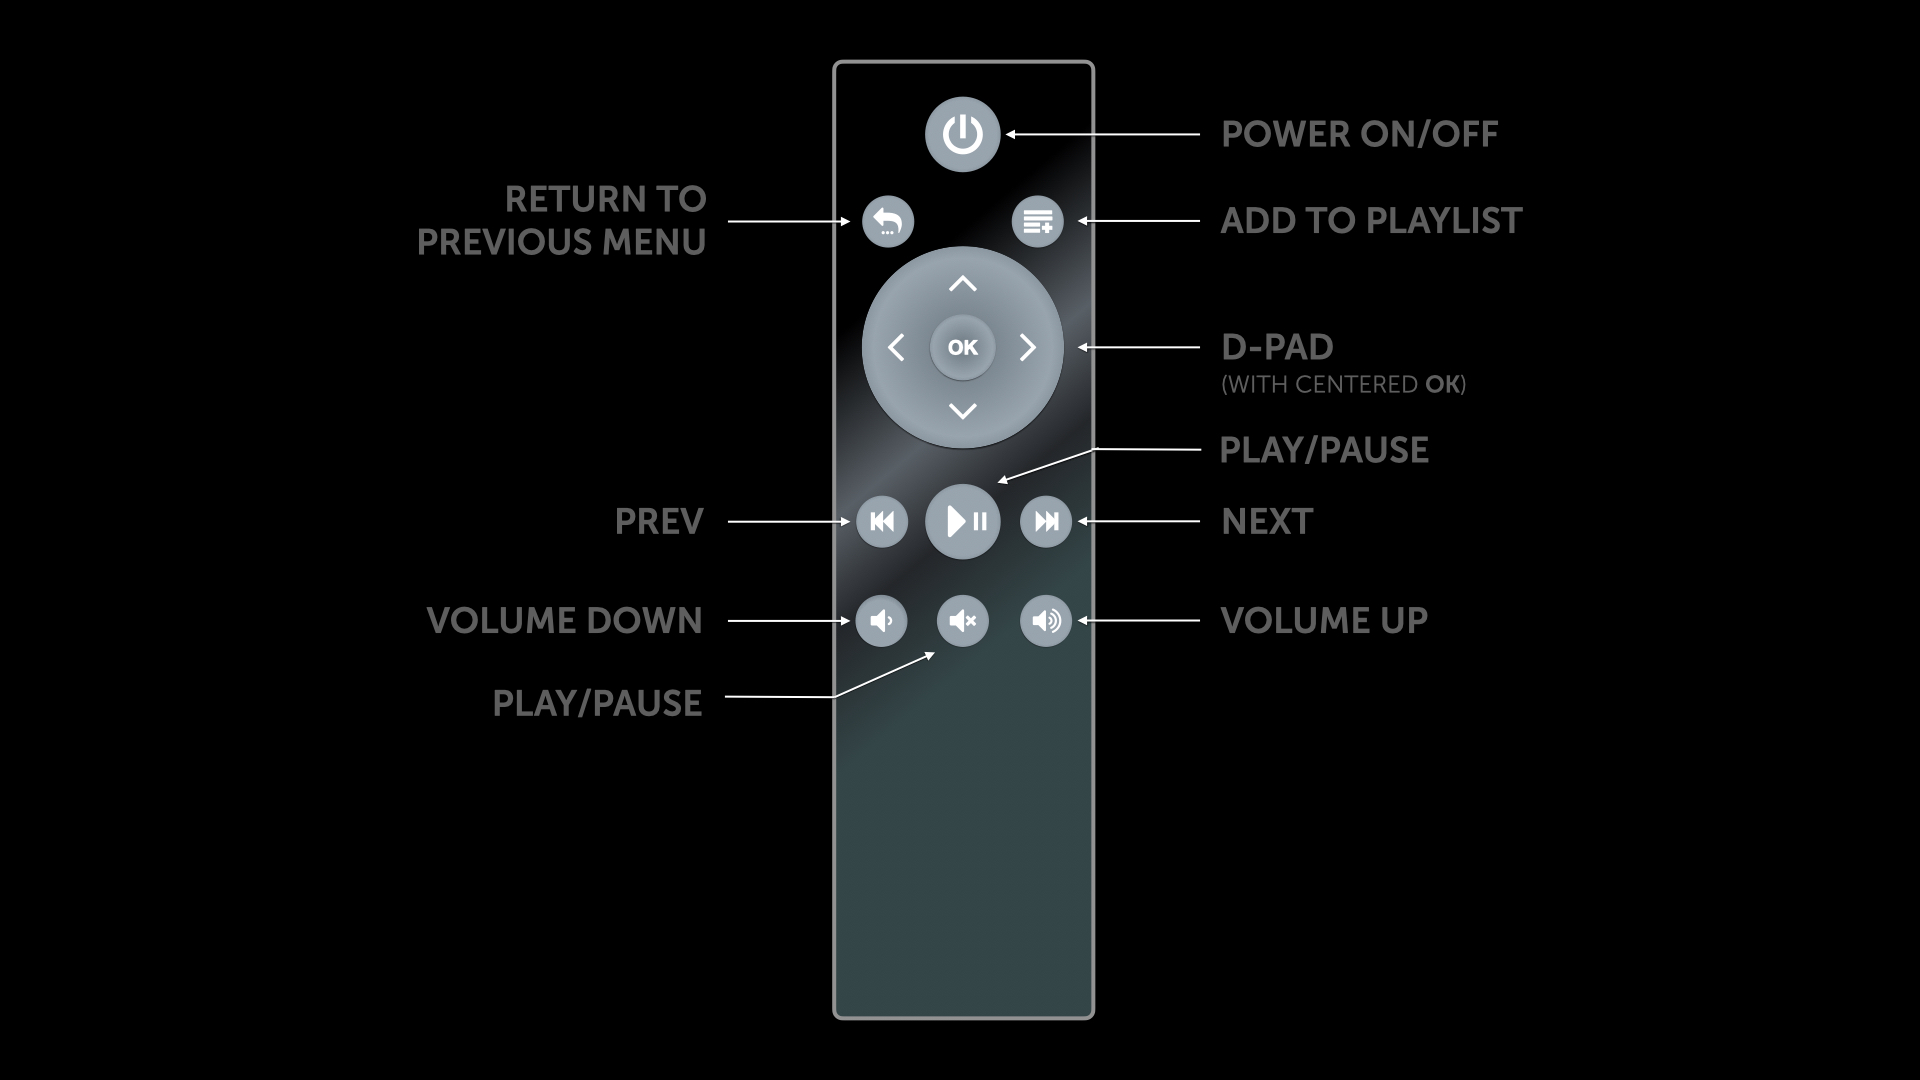 POWER ON/OFF
RETURN TO
PREVIOUS MENU
ADD TO PLAYLIST
OK
D-PAD
(WITH CENTERED OK)
PLAY/PAUSE
PREV
NEXT
VOLUME DOWN
VOLUME UP
PLAY/PAUSE